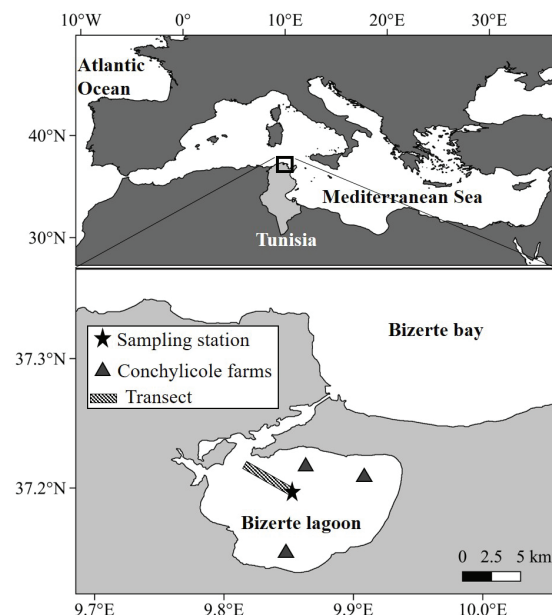 10°W 0° 10°E 20°E 30°E
Atlantic
Ocean
40°N
Mediterranean Sea
30°N
Tunisia
Bizerte bay
Sampling station
37.3°N
Conchylicole farms
Transect
37.2°N
Bizerte lagoon
0 2.5 5 km
9.7°E 9.8°E 9.9°E 10.0°E